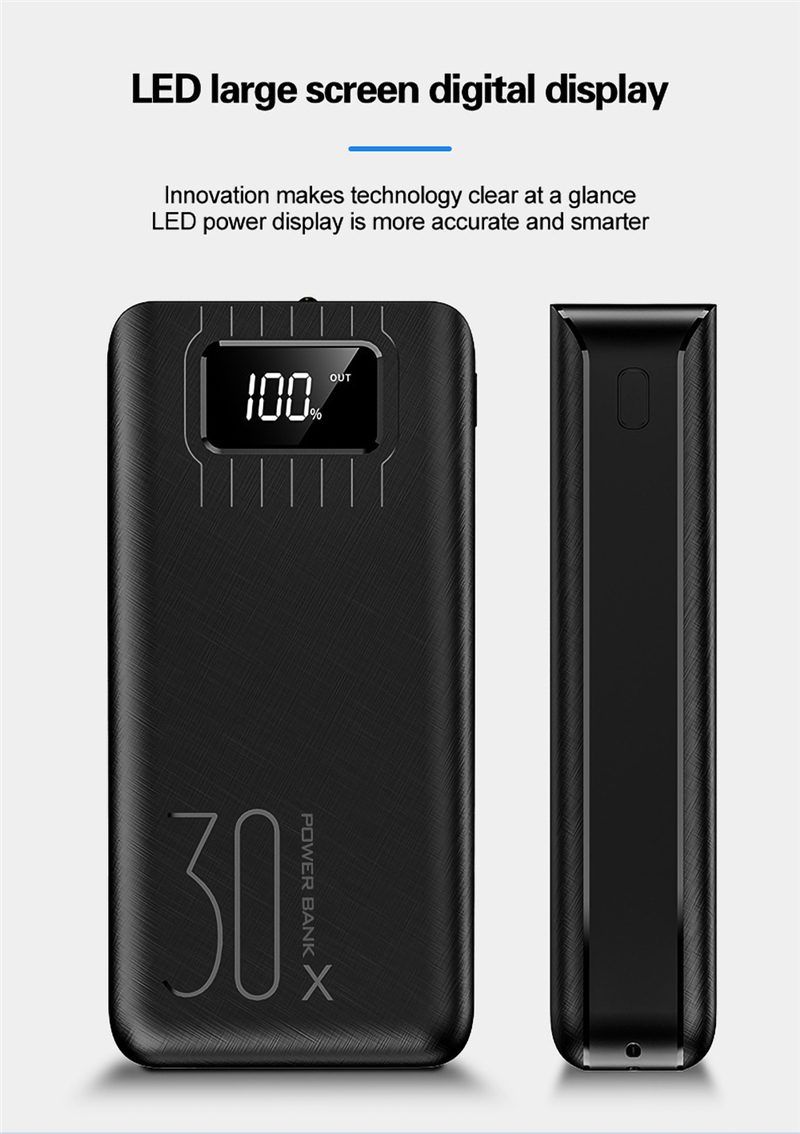 LED large screen digital display
Innovation makes technology clear at a glance
LED power display is more accurate and smarter
100% OUT
30
POWER BANK
X